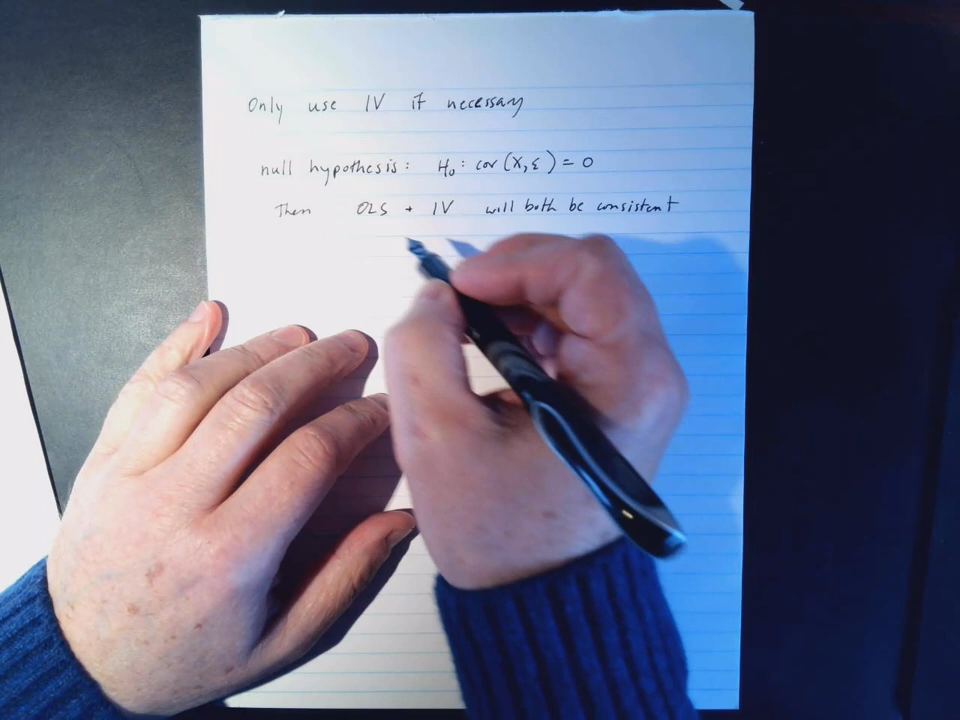 Only use IV if necessary
null hypothesis: H₀: cov(X,ε) = 0
Then OLS + IV will both be consistent